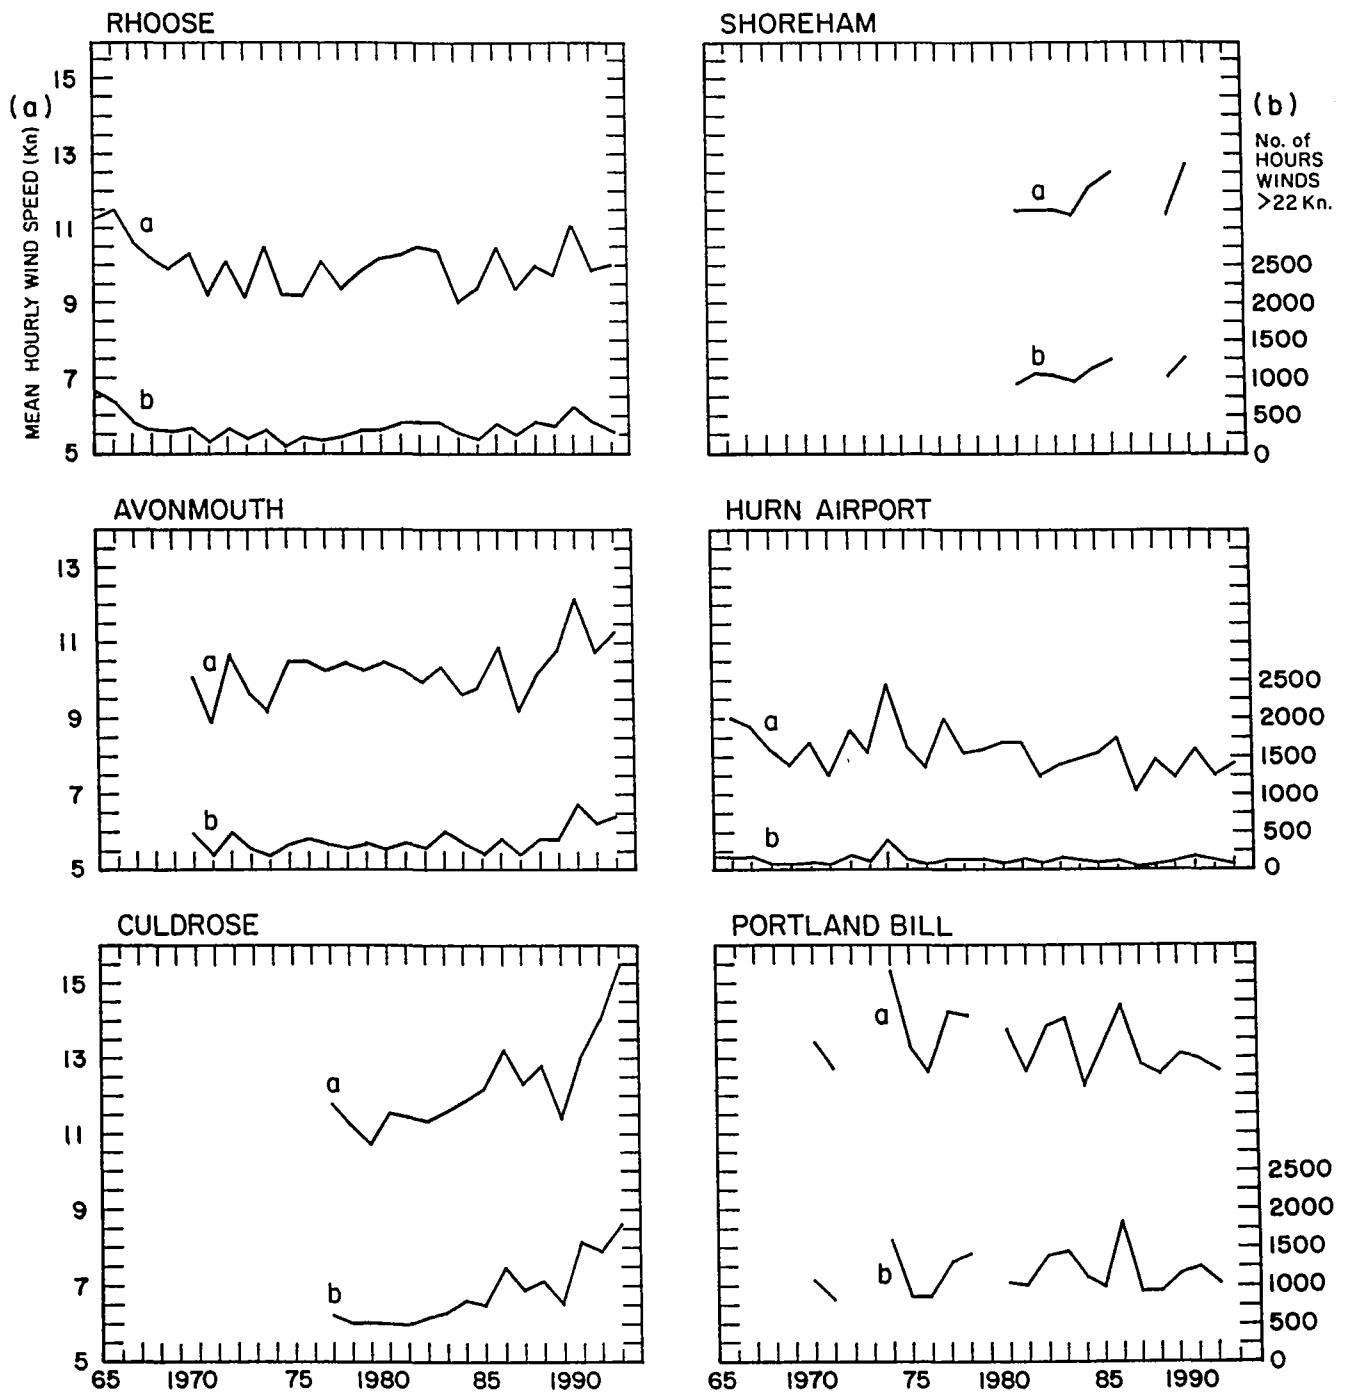 RHOOSE
SHOREHAM
(a)
MEAN HOURLY WIND SPEED (Kn)
15
13
11
9
7
5
a
b
a
b
(b)
No. of
HOURS
WINDS
>22 Kn.
2500
2000
1500
1000
500
0
AVONMOUTH
HURN AIRPORT
13
11
9
7
5
a
b
a
b
2500
2000
1500
1000
500
0
CULDROSE
PORTLAND BILL
15
13
11
9
7
5
a
b
a
b
2500
2000
1500
1000
500
0
65 1970 75 1980 85 1990
65 1970 75 1980 85 1990